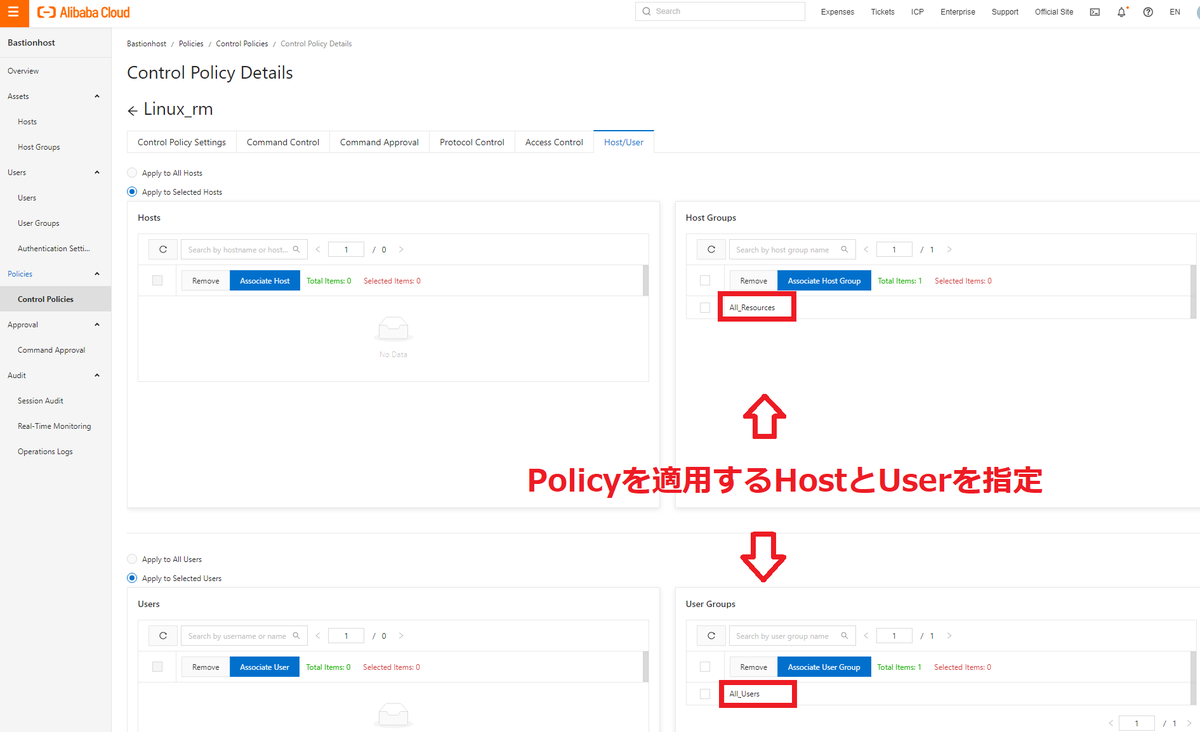 Alibaba Cloud
Search
Expenses Tickets ICP Enterprise Support Official Site EN
Bastionhost
Overview
Assets
Hosts
Host Groups
Users
Users
User Groups
Authentication Setti...
Policies
Control Policies
Approval
Command Approval
Audit
Session Audit
Real-Time Monitoring
Operations Logs
Bastionhost / Policies / Control Policies / Control Policy Details
Control Policy Details
Linux_rm
Control Policy Settings Command Control Command Approval Protocol Control Access Control Host/User
Apply to All Hosts
Apply to Selected Hosts
Hosts
Search by hostname or host... 1 / 0
Remove Associate Host Total Items: 0 Selected Items: 0
No Data
Host Groups
Search by host group name 1 / 1
Remove Associate Host Group Total Items: 1 Selected Items: 0
All_Resources
Policyを適用するHostとUserを指定
Apply to All Users
Apply to Selected Users
Users
Search by username or name 1 / 0
Remove Associate User Total Items: 0 Selected Items: 0
User Groups
Search by user group name 1 / 1
Remove Associate User Group Total Items: 1 Selected Items: 0
All_Users
1 / 1